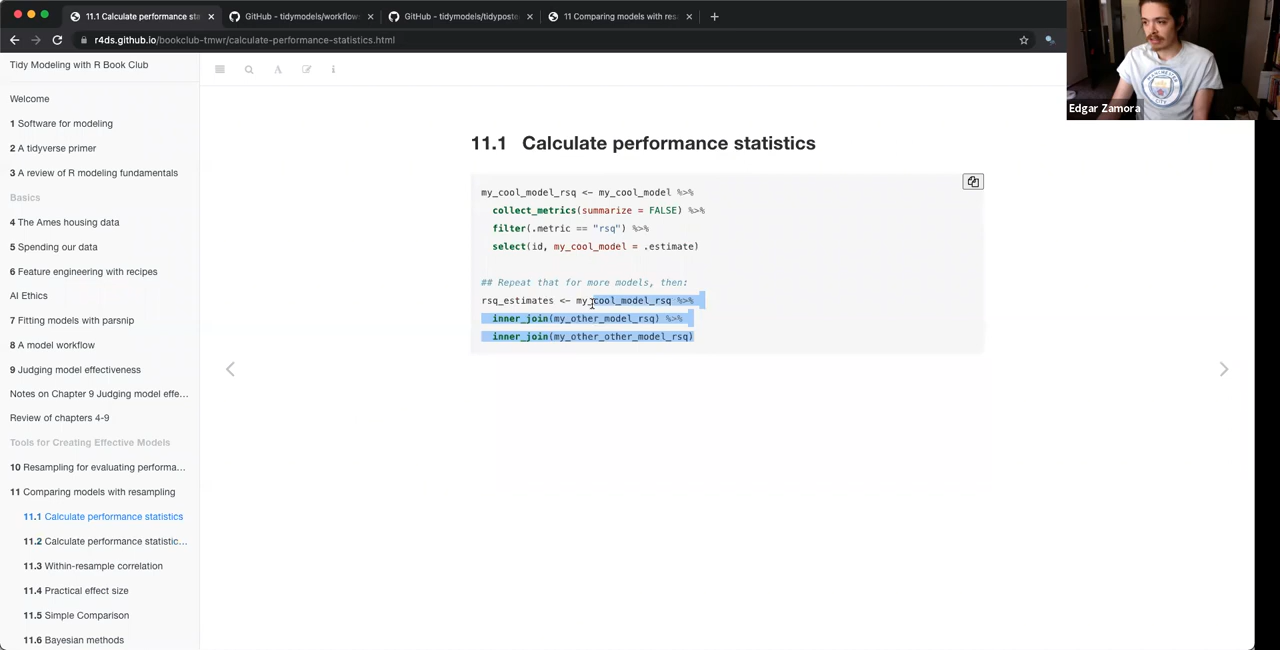 11.1 Calculate performance sta
GitHub - tidymodels/workflow
GitHub - tidymodels/tidyposte
11 Comparing models with res
r4ds.github.io/bookclub-tmwr/calculate-performance-statistics.html
Edgar Zamora
MANCHESTER
CITY
Tidy Modeling with R Book Club
Welcome
1 Software for modeling
2 A tidyverse primer
3 A review of R modeling fundamentals
Basics
4 The Ames housing data
5 Spending our data
6 Feature engineering with recipes
AI Ethics
7 Fitting models with parsnip
8 A model workflow
9 Judging model effectiveness
Notes on Chapter 9 Judging model effe...
Review of chapters 4-9
Tools for Creating Effective Models
10 Resampling for evaluating performa...
11 Comparing models with resampling
11.1 Calculate performance statistics
11.2 Calculate performance statistic...
11.3 Within-resample correlation
11.4 Practical effect size
11.5 Simple Comparison
11.6 Bayesian methods
11.1 Calculate performance statistics
my_cool_model_rsq <- my_cool_model %>%
collect_metrics(summarize = FALSE) %>%
filter(.metric == "rsq") %>%
select(id, my_cool_model = .estimate)
## Repeat that for more models, then:
rsq_estimates <- my_cool_model_rsq %>%
inner_join(my_other_model_rsq) %>%
inner_join(my_other_other_model_rsq)